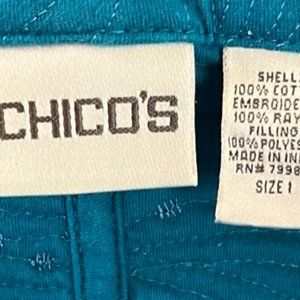 CHICO'S
SHELL
100% COTT
EMBROIDE
100% RAY
FILLING
100% POLYES
MADE IN IN
RN# 7998
SIZE 1